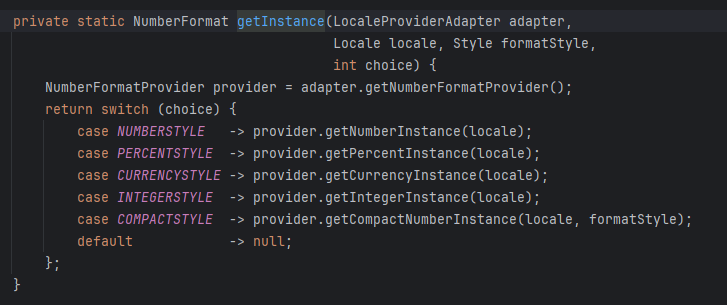 private static NumberFormat getInstance(LocaleProviderAdapter adapter,
                                        Locale locale, Style formatStyle,
                                        int choice) {
    NumberFormatProvider provider = adapter.getNumberFormatProvider();
    return switch (choice) {
        case NUMBERSTYLE   -> provider.getNumberInstance(locale);
        case PERCENTSTYLE  -> provider.getPercentInstance(locale);
        case CURRENCYSTYLE -> provider.getCurrencyInstance(locale);
        case INTEGERSTYLE  -> provider.getIntegerInstance(locale);
        case COMPACTSTYLE  -> provider.getCompactNumberInstance(locale, formatStyle);
        default            -> null;
    };
}